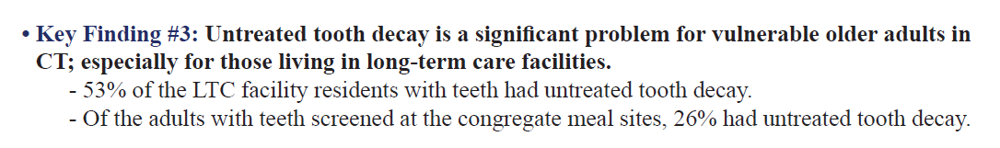 • Key Finding #3: Untreated tooth decay is a significant problem for vulnerable older adults in
CT; especially for those living in long-term care facilities.
- 53% of the LTC facility residents with teeth had untreated tooth decay.
- Of the adults with teeth screened at the congregate meal sites, 26% had untreated tooth decay.